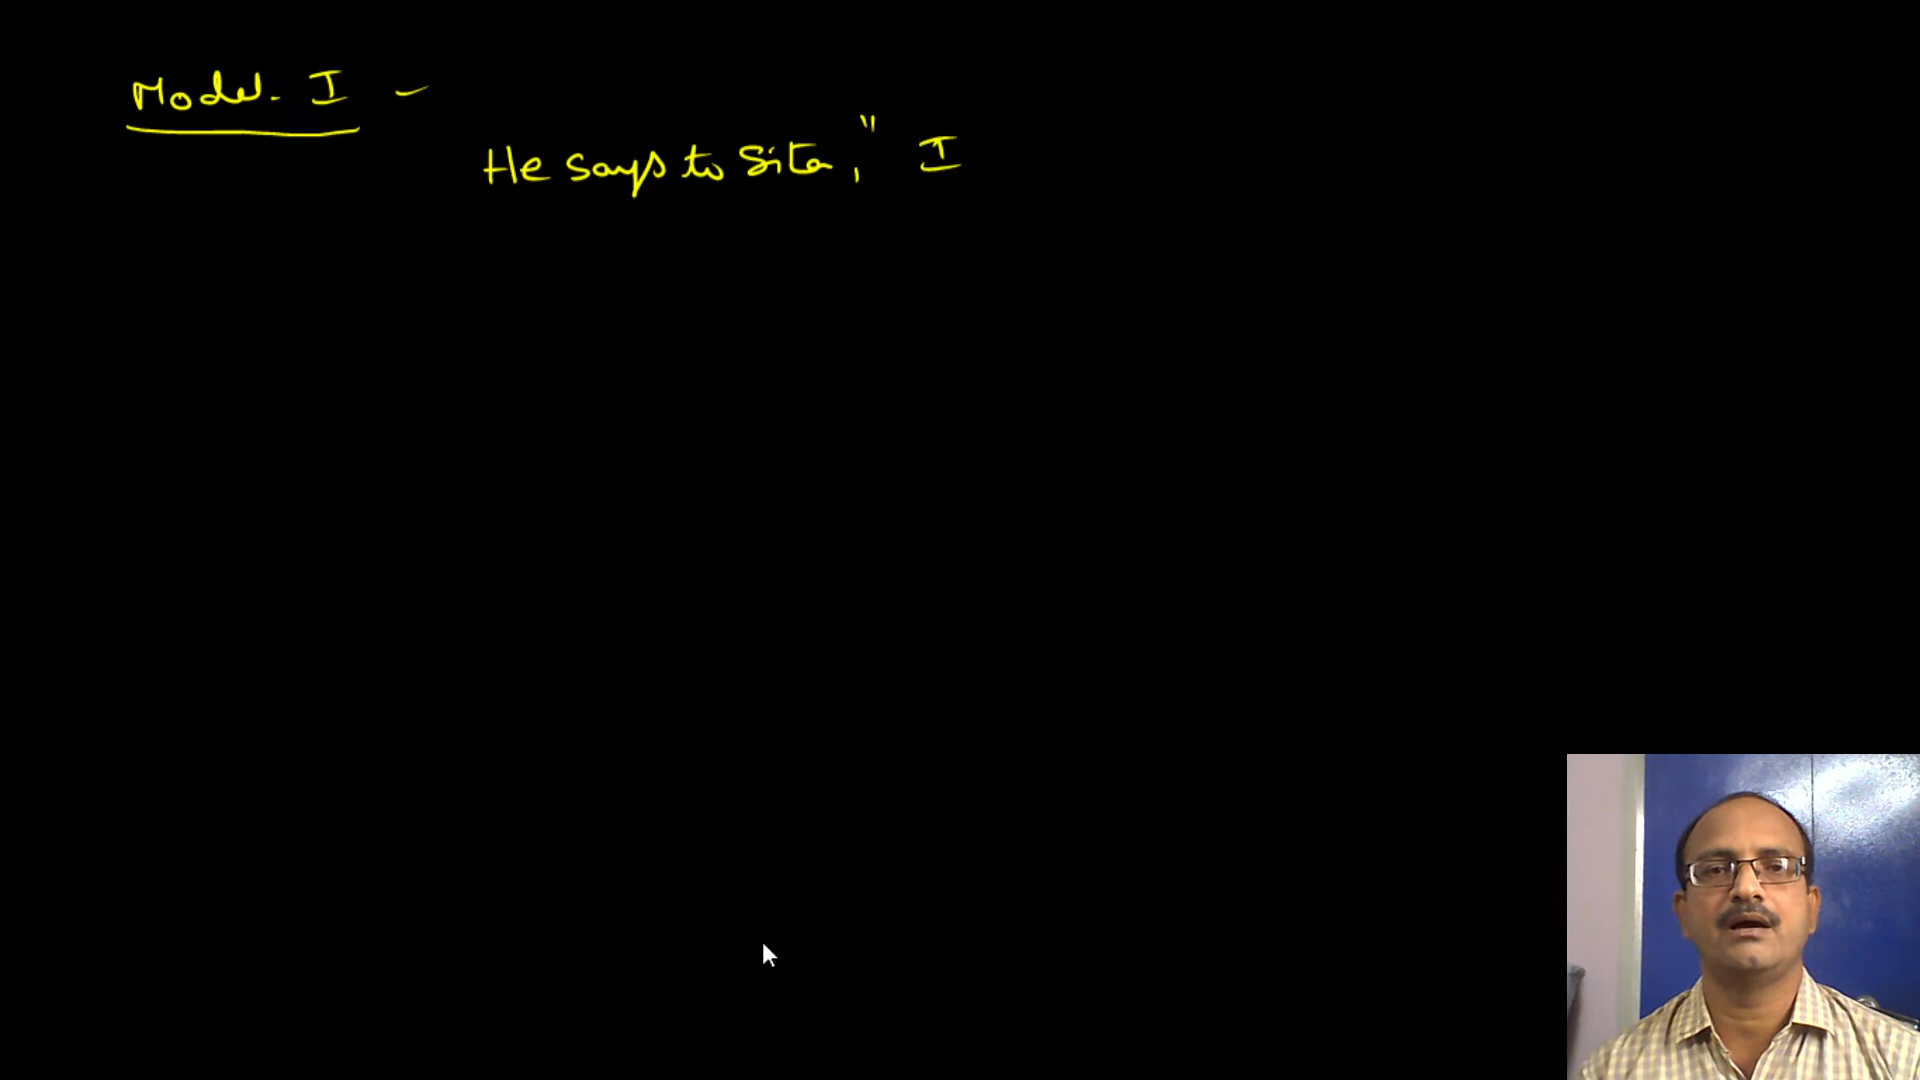 Model. I -
He says to Sita, " I